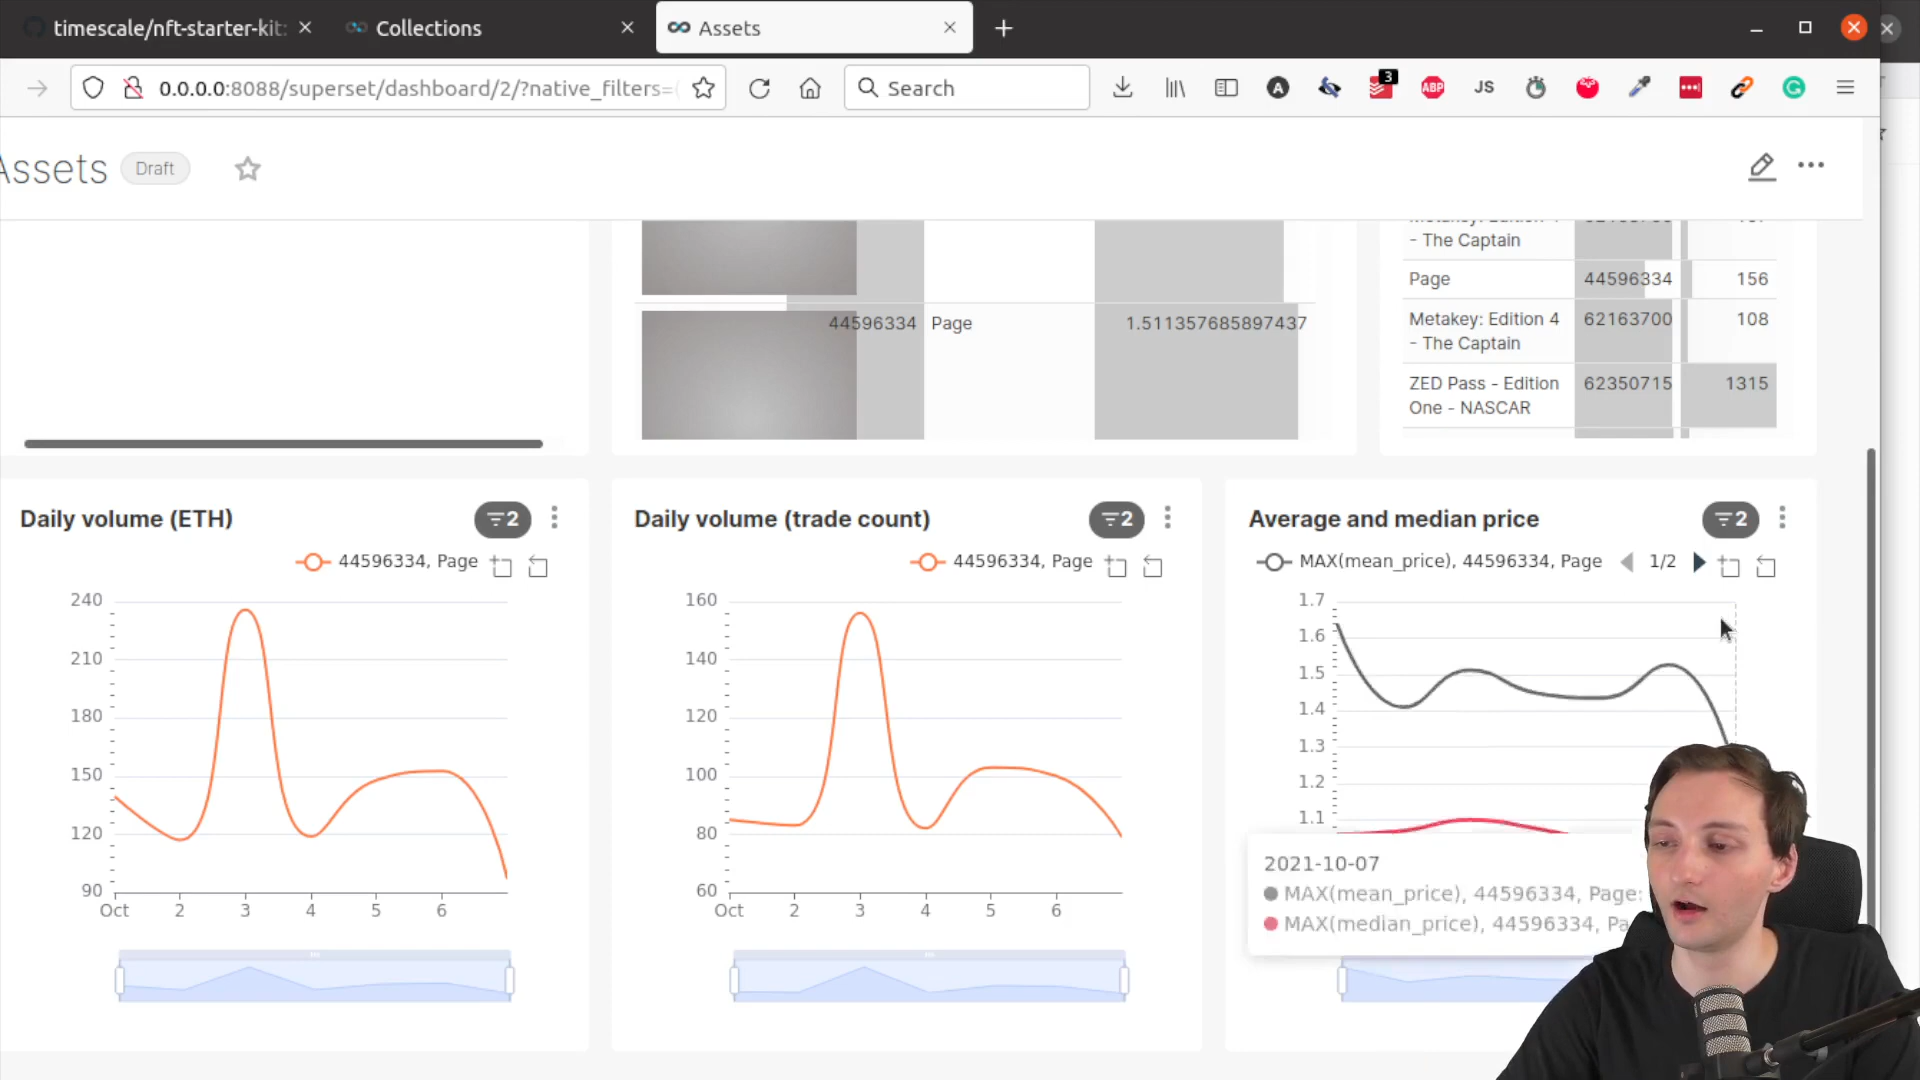 timescale/nft-starter-kit:
Collections
Assets
0.0.0.0:8088/superset/dashboard/2/?native_filters=(
Search
3
A
ABP
JS
Assets
Draft
- The Captain
Page 44596334 156
44596334 Page 1.511357685897437
Metakey: Edition 4 62163700 108
- The Captain
ZED Pass - Edition 62350715 1315
One - NASCAR
Daily volume (ETH)
2
44596334, Page
240
210
180
150
120
90
Oct 2 3 4 5 6
Daily volume (trade count)
2
44596334, Page
160
140
120
100
80
60
Oct 2 3 4 5 6
Average and median price
2
MAX(mean_price), 44596334, Page 1/2
1.7
1.6
1.5
1.4
1.3
1.2
1.1
2021-10-07
MAX(mean_price), 44596334, Page:
MAX(median_price), 44596334, Pa